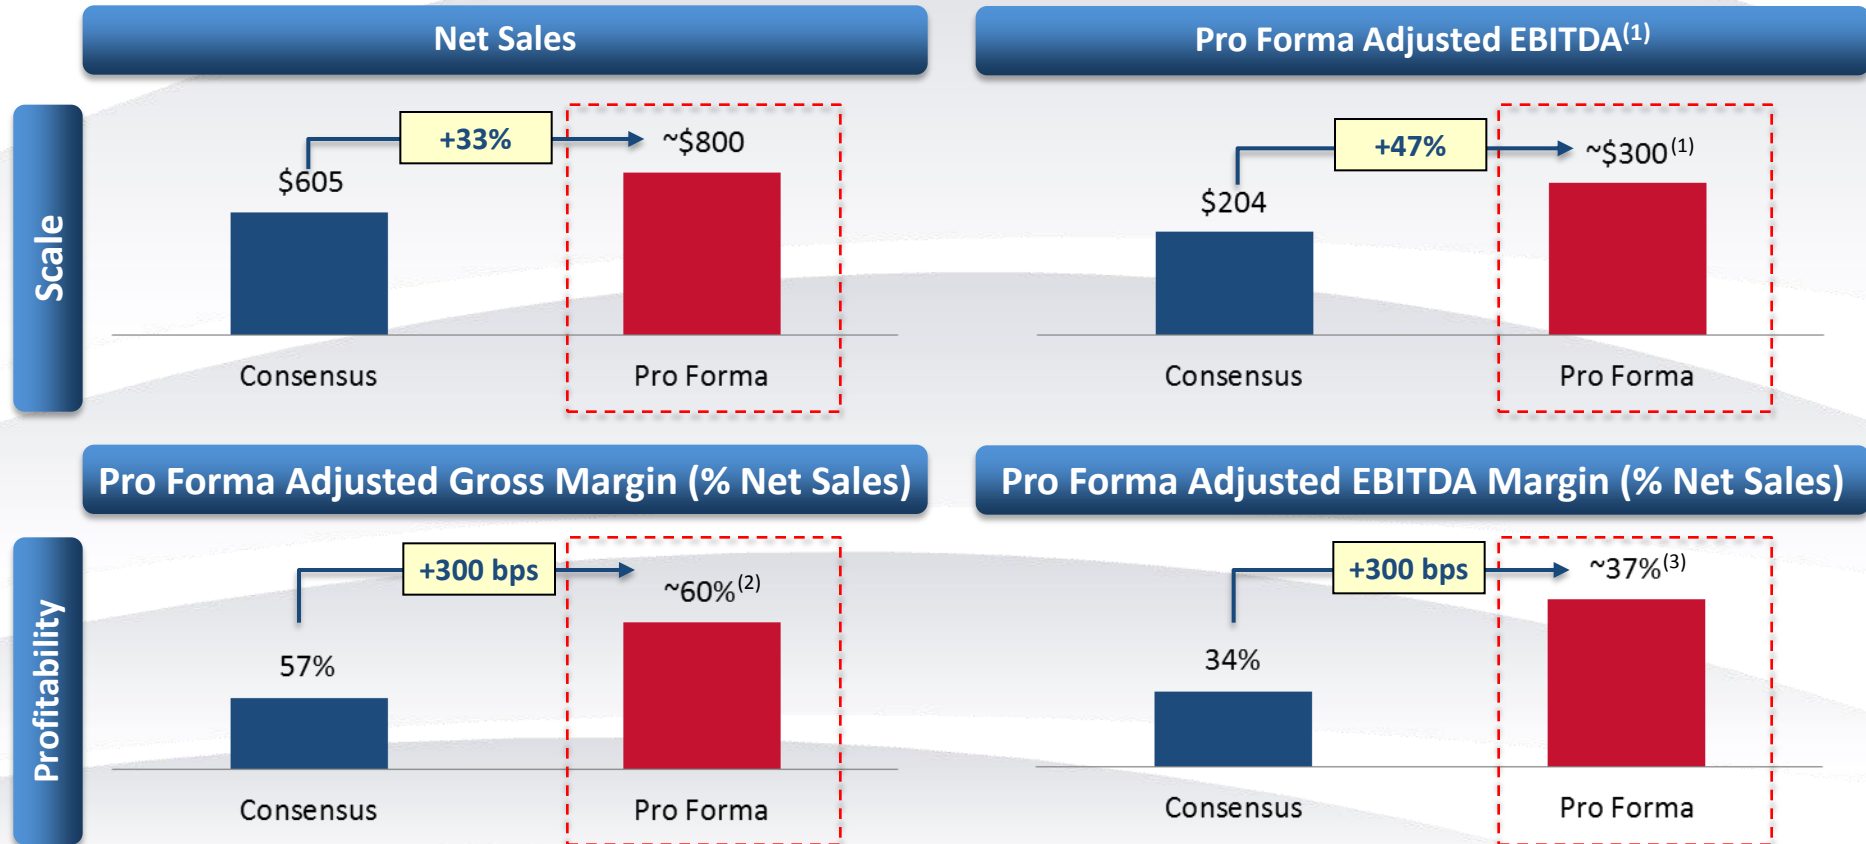 Net Sales
Pro Forma Adjusted EBITDA(1)
Scale
+33%
~$800
$605
Consensus
Pro Forma
+47%
~$300(1)
$204
Consensus
Pro Forma
Pro Forma Adjusted Gross Margin (% Net Sales)
Pro Forma Adjusted EBITDA Margin (% Net Sales)
Profitability
+300 bps
~60%(2)
57%
Consensus
Pro Forma
+300 bps
~37%(3)
34%
Consensus
Pro Forma